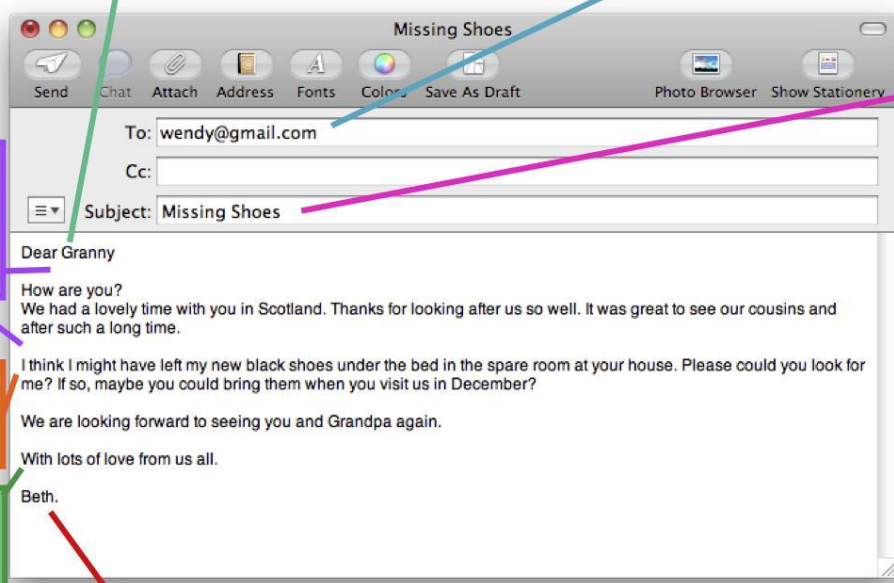 Missing Shoes
Send Chat Attach Address Fonts Colors Save As Draft Photo Browser Show Stationery
To: wendy@gmail.com
Cc:
Subject: Missing Shoes
Dear Granny
How are you?
We had a lovely time with you in Scotland. Thanks for looking after us so well. It was great to see our cousins and
after such a long time.
I think I might have left my new black shoes under the bed in the spare room at your house. Please could you look for
me? If so, maybe you could bring them when you visit us in December?
We are looking forward to seeing you and Grandpa again.
With lots of love from us all.
Beth.